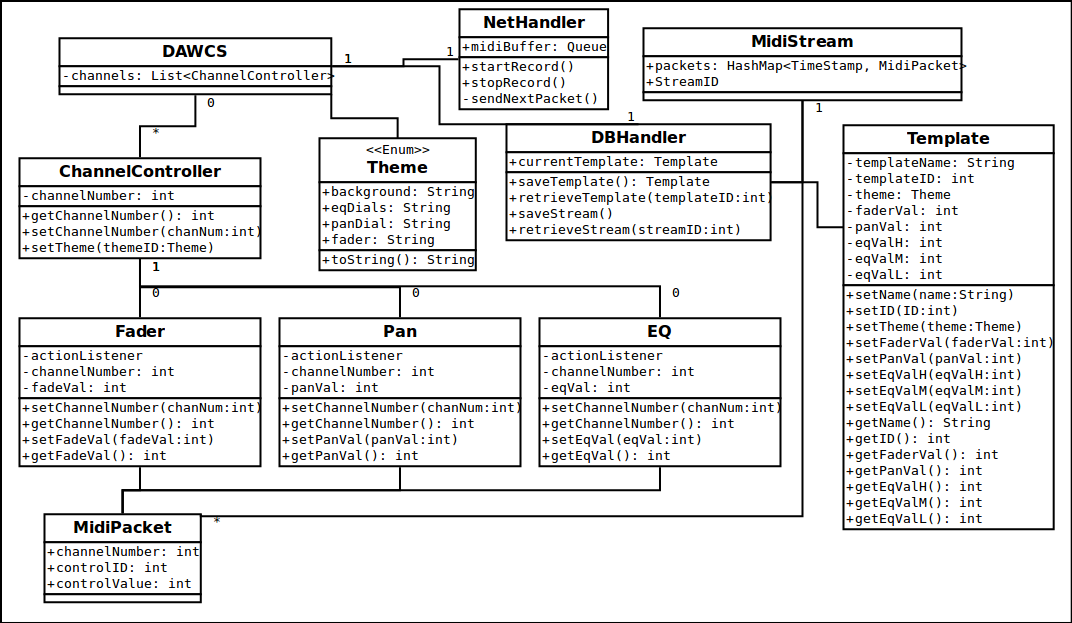 DAWCS
-channels: List<ChannelController>
NetHandler
+midiBuffer: Queue
+startRecord()
+stopRecord()
-sendNextPacket()
MidiStream
+packets: HashMap<TimeStamp, MidiPacket>
+StreamID
1
1
0
*
1
1
ChannelController
-channelNumber: int
+getChannelNumber(): int
+setChannelNumber(chanNum:int)
+setTheme(themeID:Theme)
1
<<Enum>>
Theme
+background: String
+eqDials: String
+panDial: String
+fader: String
+toString(): String
DBHandler
+currentTemplate: Template
+saveTemplate(): Template
+retrieveTemplate(templateID:int)
+saveStream()
+retrieveStream(streamID:int)
Template
-templateName: String
-templateID: int
-theme: Theme
-faderVal: int
-panVal: int
-eqValH: int
-eqValM: int
-eqValL: int
+setName(name:String)
+setID(ID:int)
+setTheme(theme:Theme)
+setFaderVal(faderVal:int)
+setPanVal(panVal:int)
+setEqValH(eqValH:int)
+setEqValM(eqValM:int)
+setEqValL(eqValL:int)
+getName(): String
+getID(): int
+getFaderVal(): int
+getPanVal(): int
+getEqValH(): int
+getEqValM(): int
+getEqValL(): int
0
0
0
Fader
-actionListener
-channelNumber: int
-fadeVal: int
+setChannelNumber(chanNum:int)
+getChannelNumber(): int
+setFadeVal(fadeVal:int)
+getFadeVal(): int
Pan
-actionListener
-channelNumber: int
-panVal: int
+setChannelNumber(chanNum:int)
+getChannelNumber(): int
+setPanVal(panVal:int)
+getPanVal(): int
EQ
-actionListener
-channelNumber: int
-eqVal: int
+setChannelNumber(chanNum:int)
+getChannelNumber(): int
+setEqVal(eqVal:int)
+getEqVal(): int
MidiPacket
+channelNumber: int
+controlID: int
+controlValue: int
*